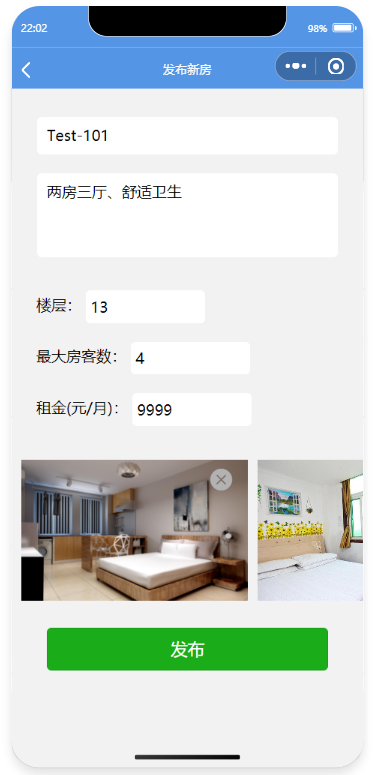 22:02
98%
发布新房
Test-101
两房三厅、舒适卫生
楼层：
13
最大房客数：
4
租金(元/月)：
9999
发布